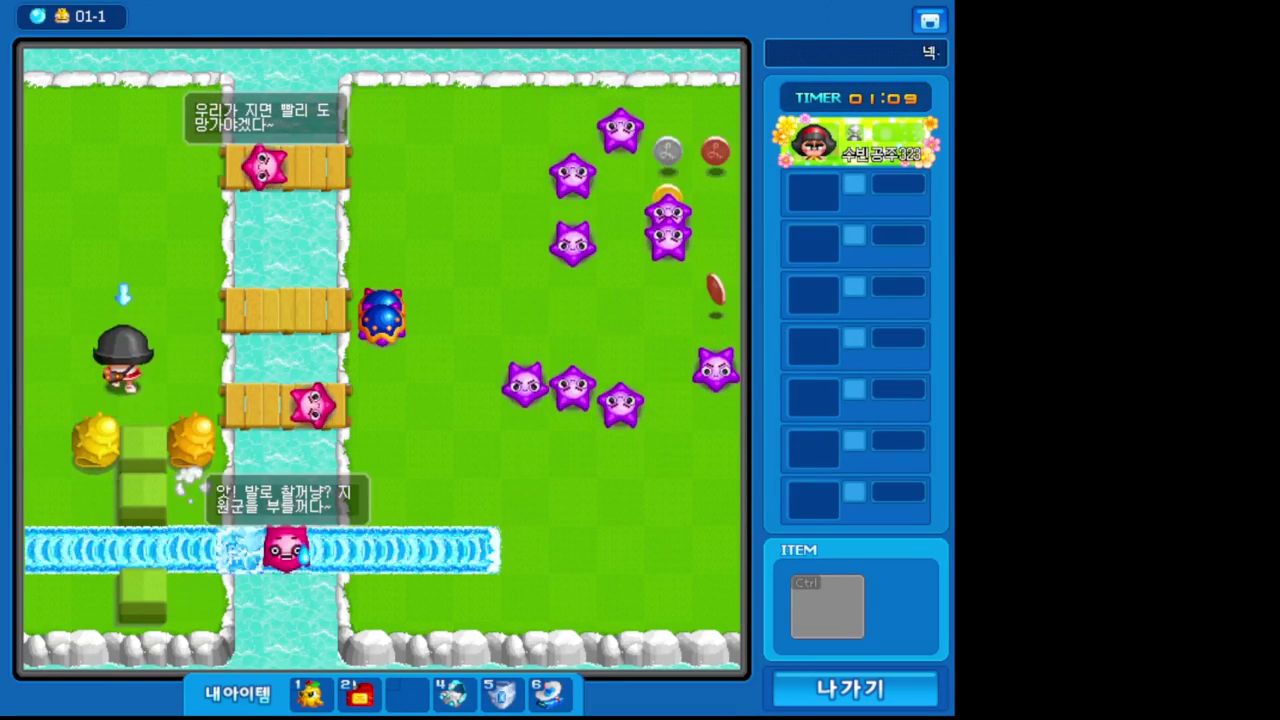 01-1
넥.
TIMER 01:09
우리가 지면 빨리 도
망가야겠다~
수빈공주323
앗! 발로 찰꺼냥? 지
원군을 부를꺼다~
ITEM
Ctrl
내아이템
1
2
4
5
6
나가기